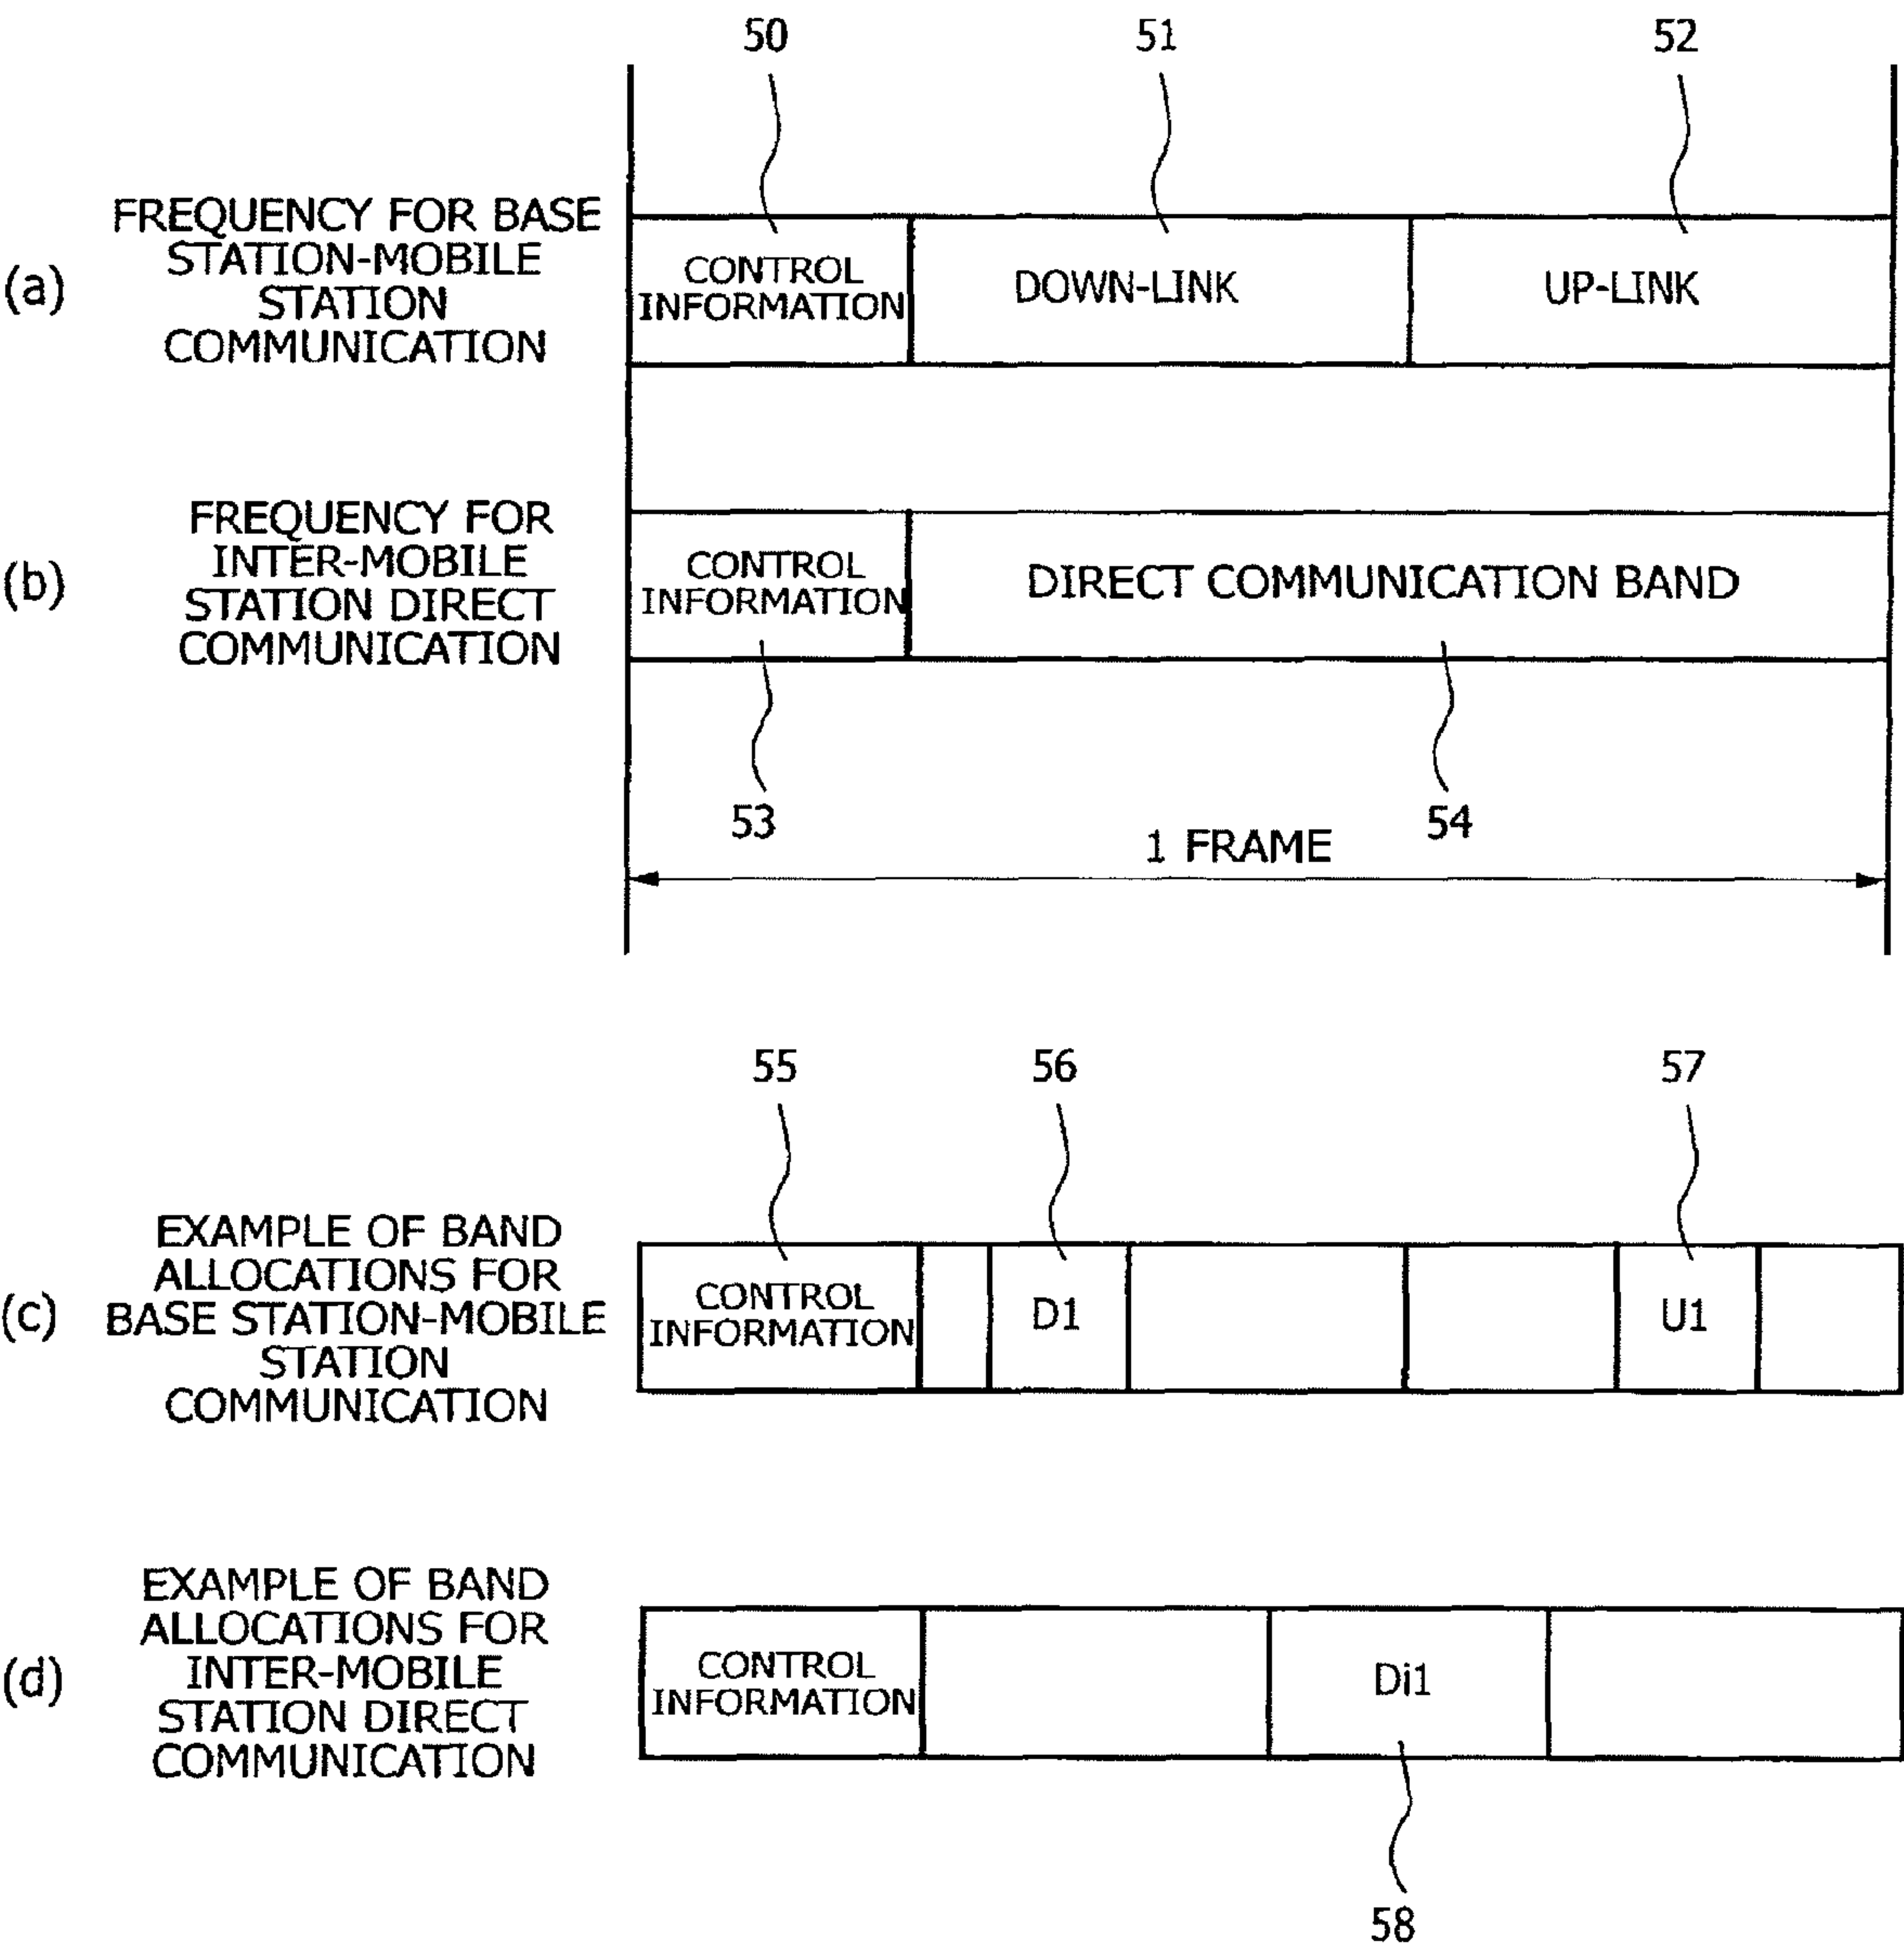 50
51
52
(a)
FREQUENCY FOR BASE
STATION-MOBILE
STATION
COMMUNICATION
CONTROL
INFORMATION
DOWN-LINK
UP-LINK
(b)
FREQUENCY FOR
INTER-MOBILE
STATION DIRECT
COMMUNICATION
CONTROL
INFORMATION
DIRECT COMMUNICATION BAND
53
54
1 FRAME
55
56
57
(c)
EXAMPLE OF BAND
ALLOCATIONS FOR
BASE STATION-MOBILE
STATION
COMMUNICATION
CONTROL
INFORMATION
D1
U1
(d)
EXAMPLE OF BAND
ALLOCATIONS FOR
INTER-MOBILE
STATION DIRECT
COMMUNICATION
CONTROL
INFORMATION
Di1
58